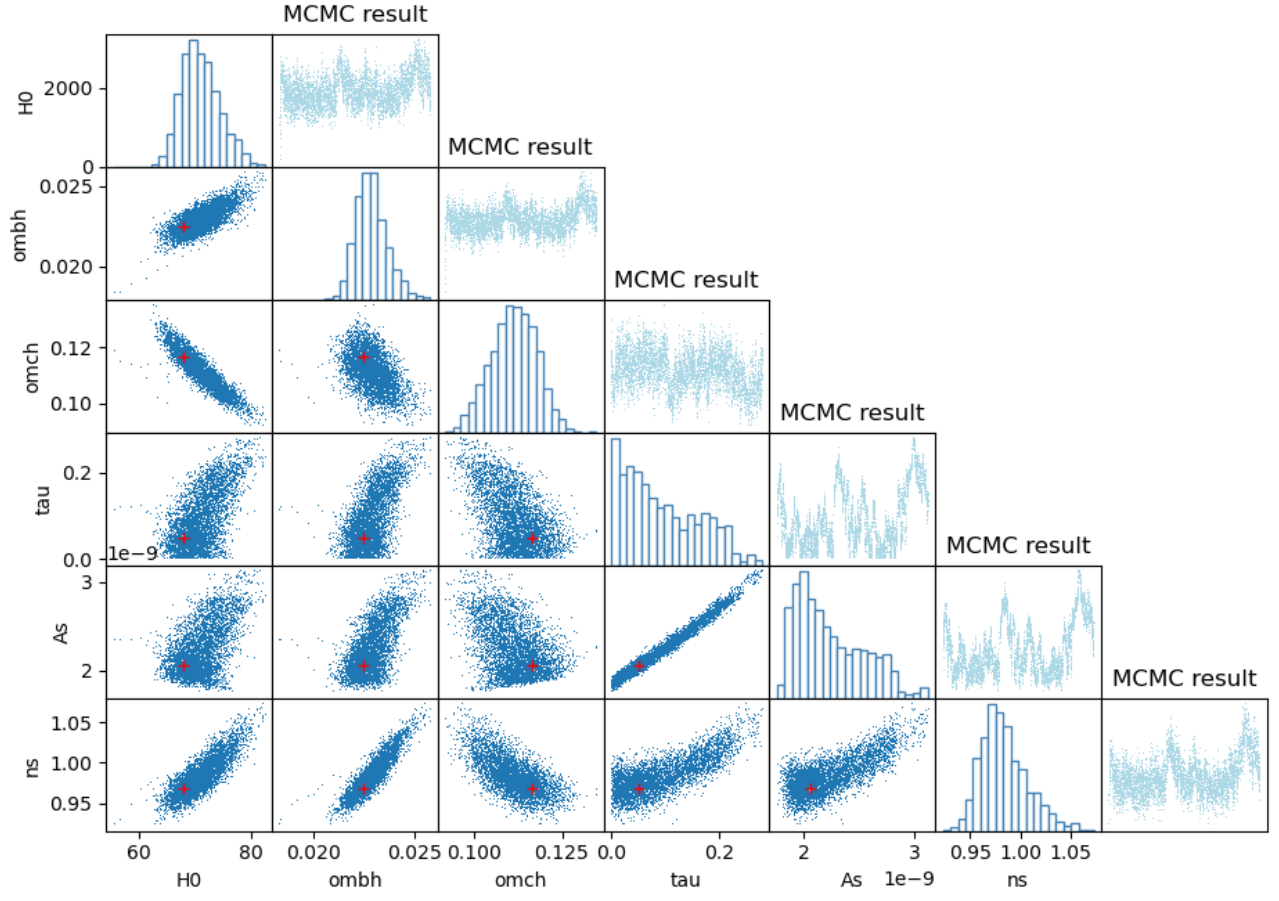 MCMC result
H0
2000
0
MCMC result
ombh
0.025
0.020
MCMC result
omch
0.12
0.10
MCMC result
tau
0.2
0.0
1e−9
MCMC result
As
3
2
MCMC result
ns
1.05
1.00
0.95
60 80 0.020 0.025 0.100 0.125 0.0 0.2 2 3 0.95 1.00 1.05
H0 ombh omch tau As 1e−9 ns